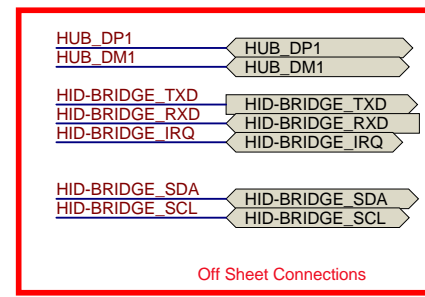 HUB_DP1 HUB_DP1
HUB_DM1 HUB_DM1
HID-BRIDGE_TXD HID-BRIDGE_TXD
HID-BRIDGE_RXD HID-BRIDGE_RXD
HID-BRIDGE_IRQ HID-BRIDGE_IRQ
HID-BRIDGE_SDA HID-BRIDGE_SDA
HID-BRIDGE_SCL HID-BRIDGE_SCL
Off Sheet Connections